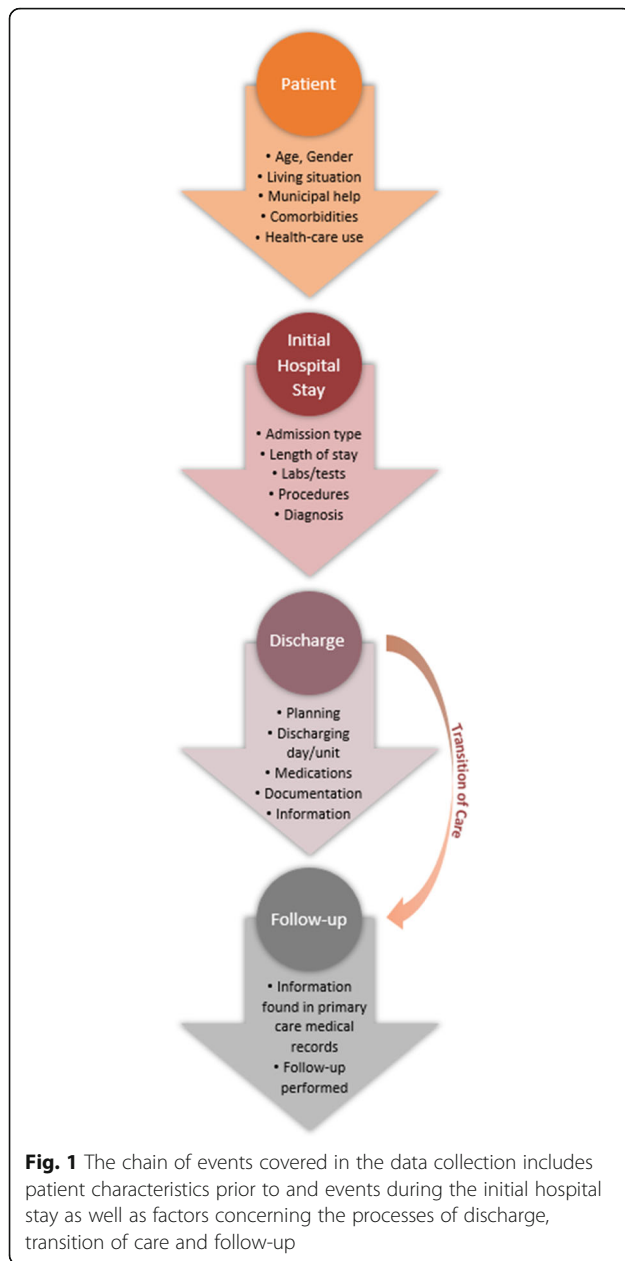 Patient
• Age, Gender
• Living situation
• Municipal help
• Comorbidities
• Health-care use
Initial
Hospital
Stay
• Admission type
• Length of stay
• Labs/tests
• Procedures
• Diagnosis
Discharge
• Planning
• Discharging
day/unit
• Medications
• Documentation
• Information
Transition of Care
Follow-up
• Information
found in primary
care medical
records
• Follow-up
performed
Fig. 1 The chain of events covered in the data collection includes
patient characteristics prior to and events during the initial hospital
stay as well as factors concerning the processes of discharge,
transition of care and follow-up